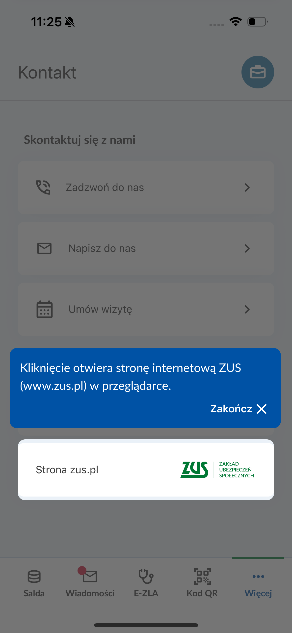 11:25
Kontakt
Skontaktuj się z nami
Zadzwoń do nas
Napisz do nas
Umów wizytę
Kliknięcie otwiera stronę internetową ZUS
(www.zus.pl) w przeglądarce.
Zakończ
Strona zus.pl
ZUS
ZAKŁAD
UBEZPIECZEŃ
SPOŁECZNYCH
Salda
Wiadomości
E-ZLA
Kod QR
Więcej